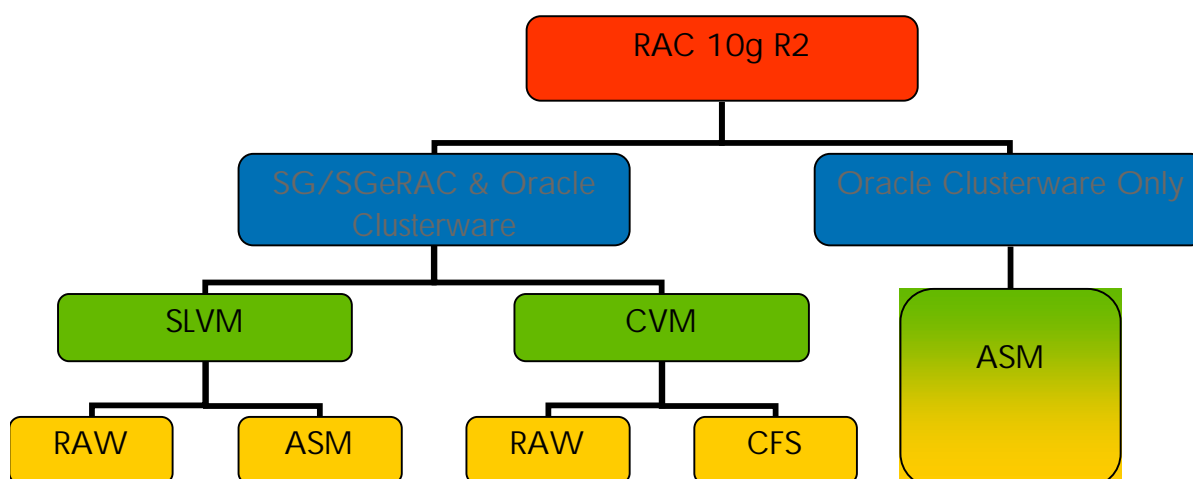 RAC 10g R2
SG/SGeRAC & Oracle
Clusterware
Oracle Clusterware Only
SLVM
CVM
ASM
RAW
ASM
RAW
CFS